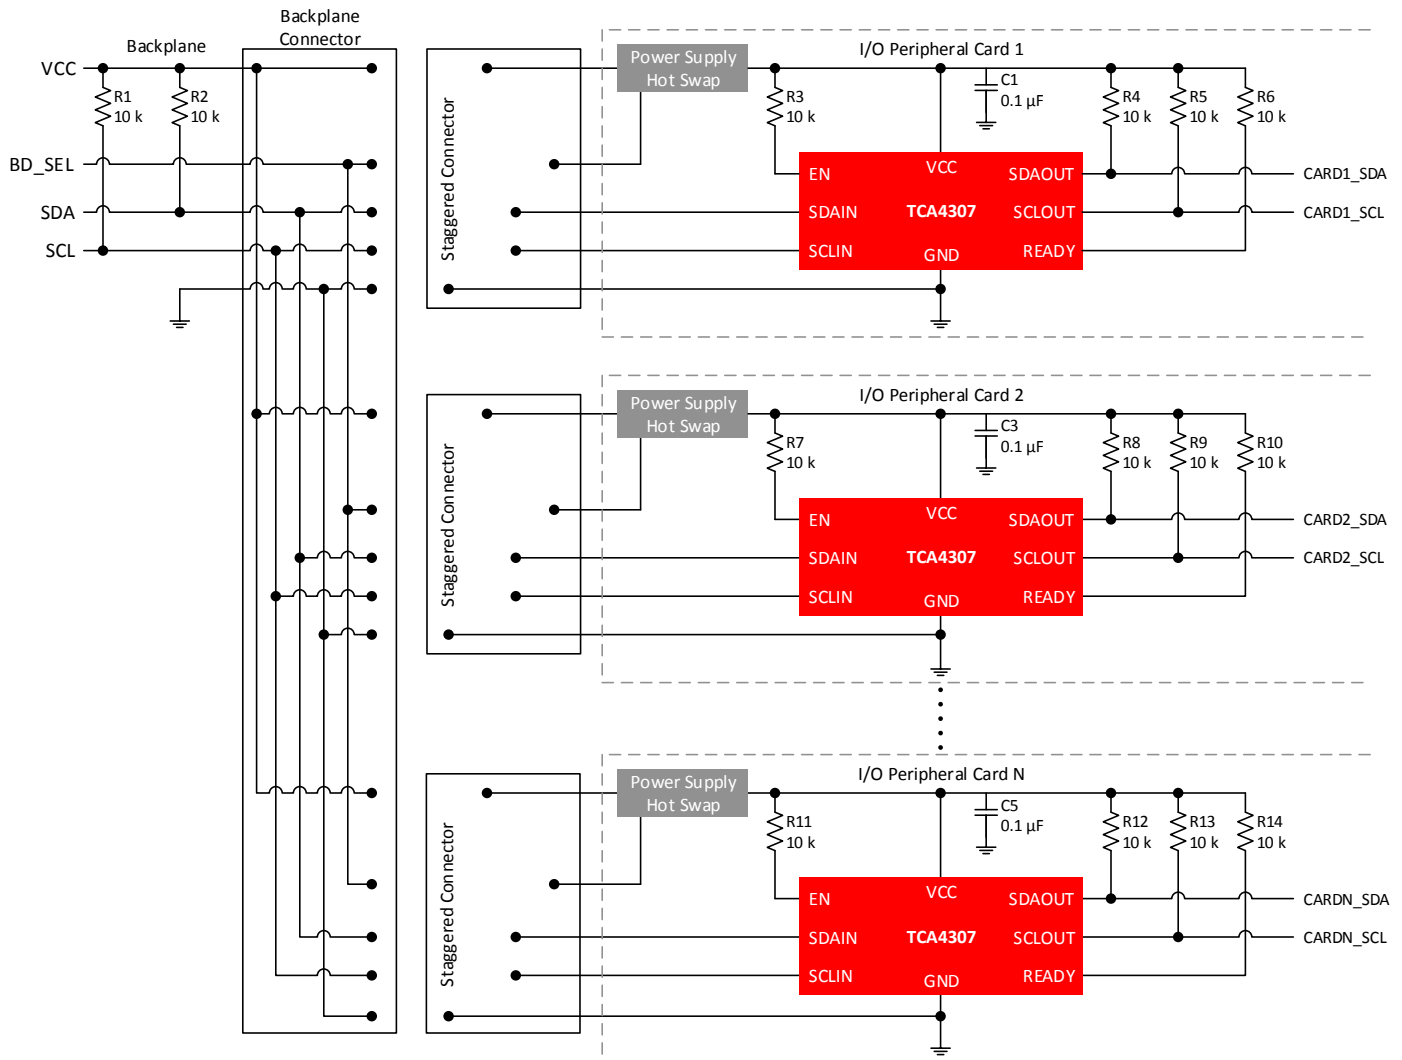 Backplane
Backplane
Connector
VCC
R1
10 k
R2
10 k
BD_SEL
SDA
SCL
Staggered Connector
Power Supply
Hot Swap
I/O Peripheral Card 1
R3
10 k
C1
0.1 µF
R4
10 k
R5
10 k
R6
10 k
EN
VCC
SDAOUT
CARD1_SDA
SDAIN
TCA4307
SCLOUT
CARD1_SCL
SCLIN
GND
READY
Staggered Connector
Power Supply
Hot Swap
I/O Peripheral Card 2
R7
10 k
C3
0.1 µF
R8
10 k
R9
10 k
R10
10 k
EN
VCC
SDAOUT
CARD2_SDA
SDAIN
TCA4307
SCLOUT
CARD2_SCL
SCLIN
GND
READY
Staggered Connector
Power Supply
Hot Swap
I/O Peripheral Card N
R11
10 k
C5
0.1 µF
R12
10 k
R13
10 k
R14
10 k
EN
VCC
SDAOUT
CARDN_SDA
SDAIN
TCA4307
SCLOUT
CARDN_SCL
SCLIN
GND
READY